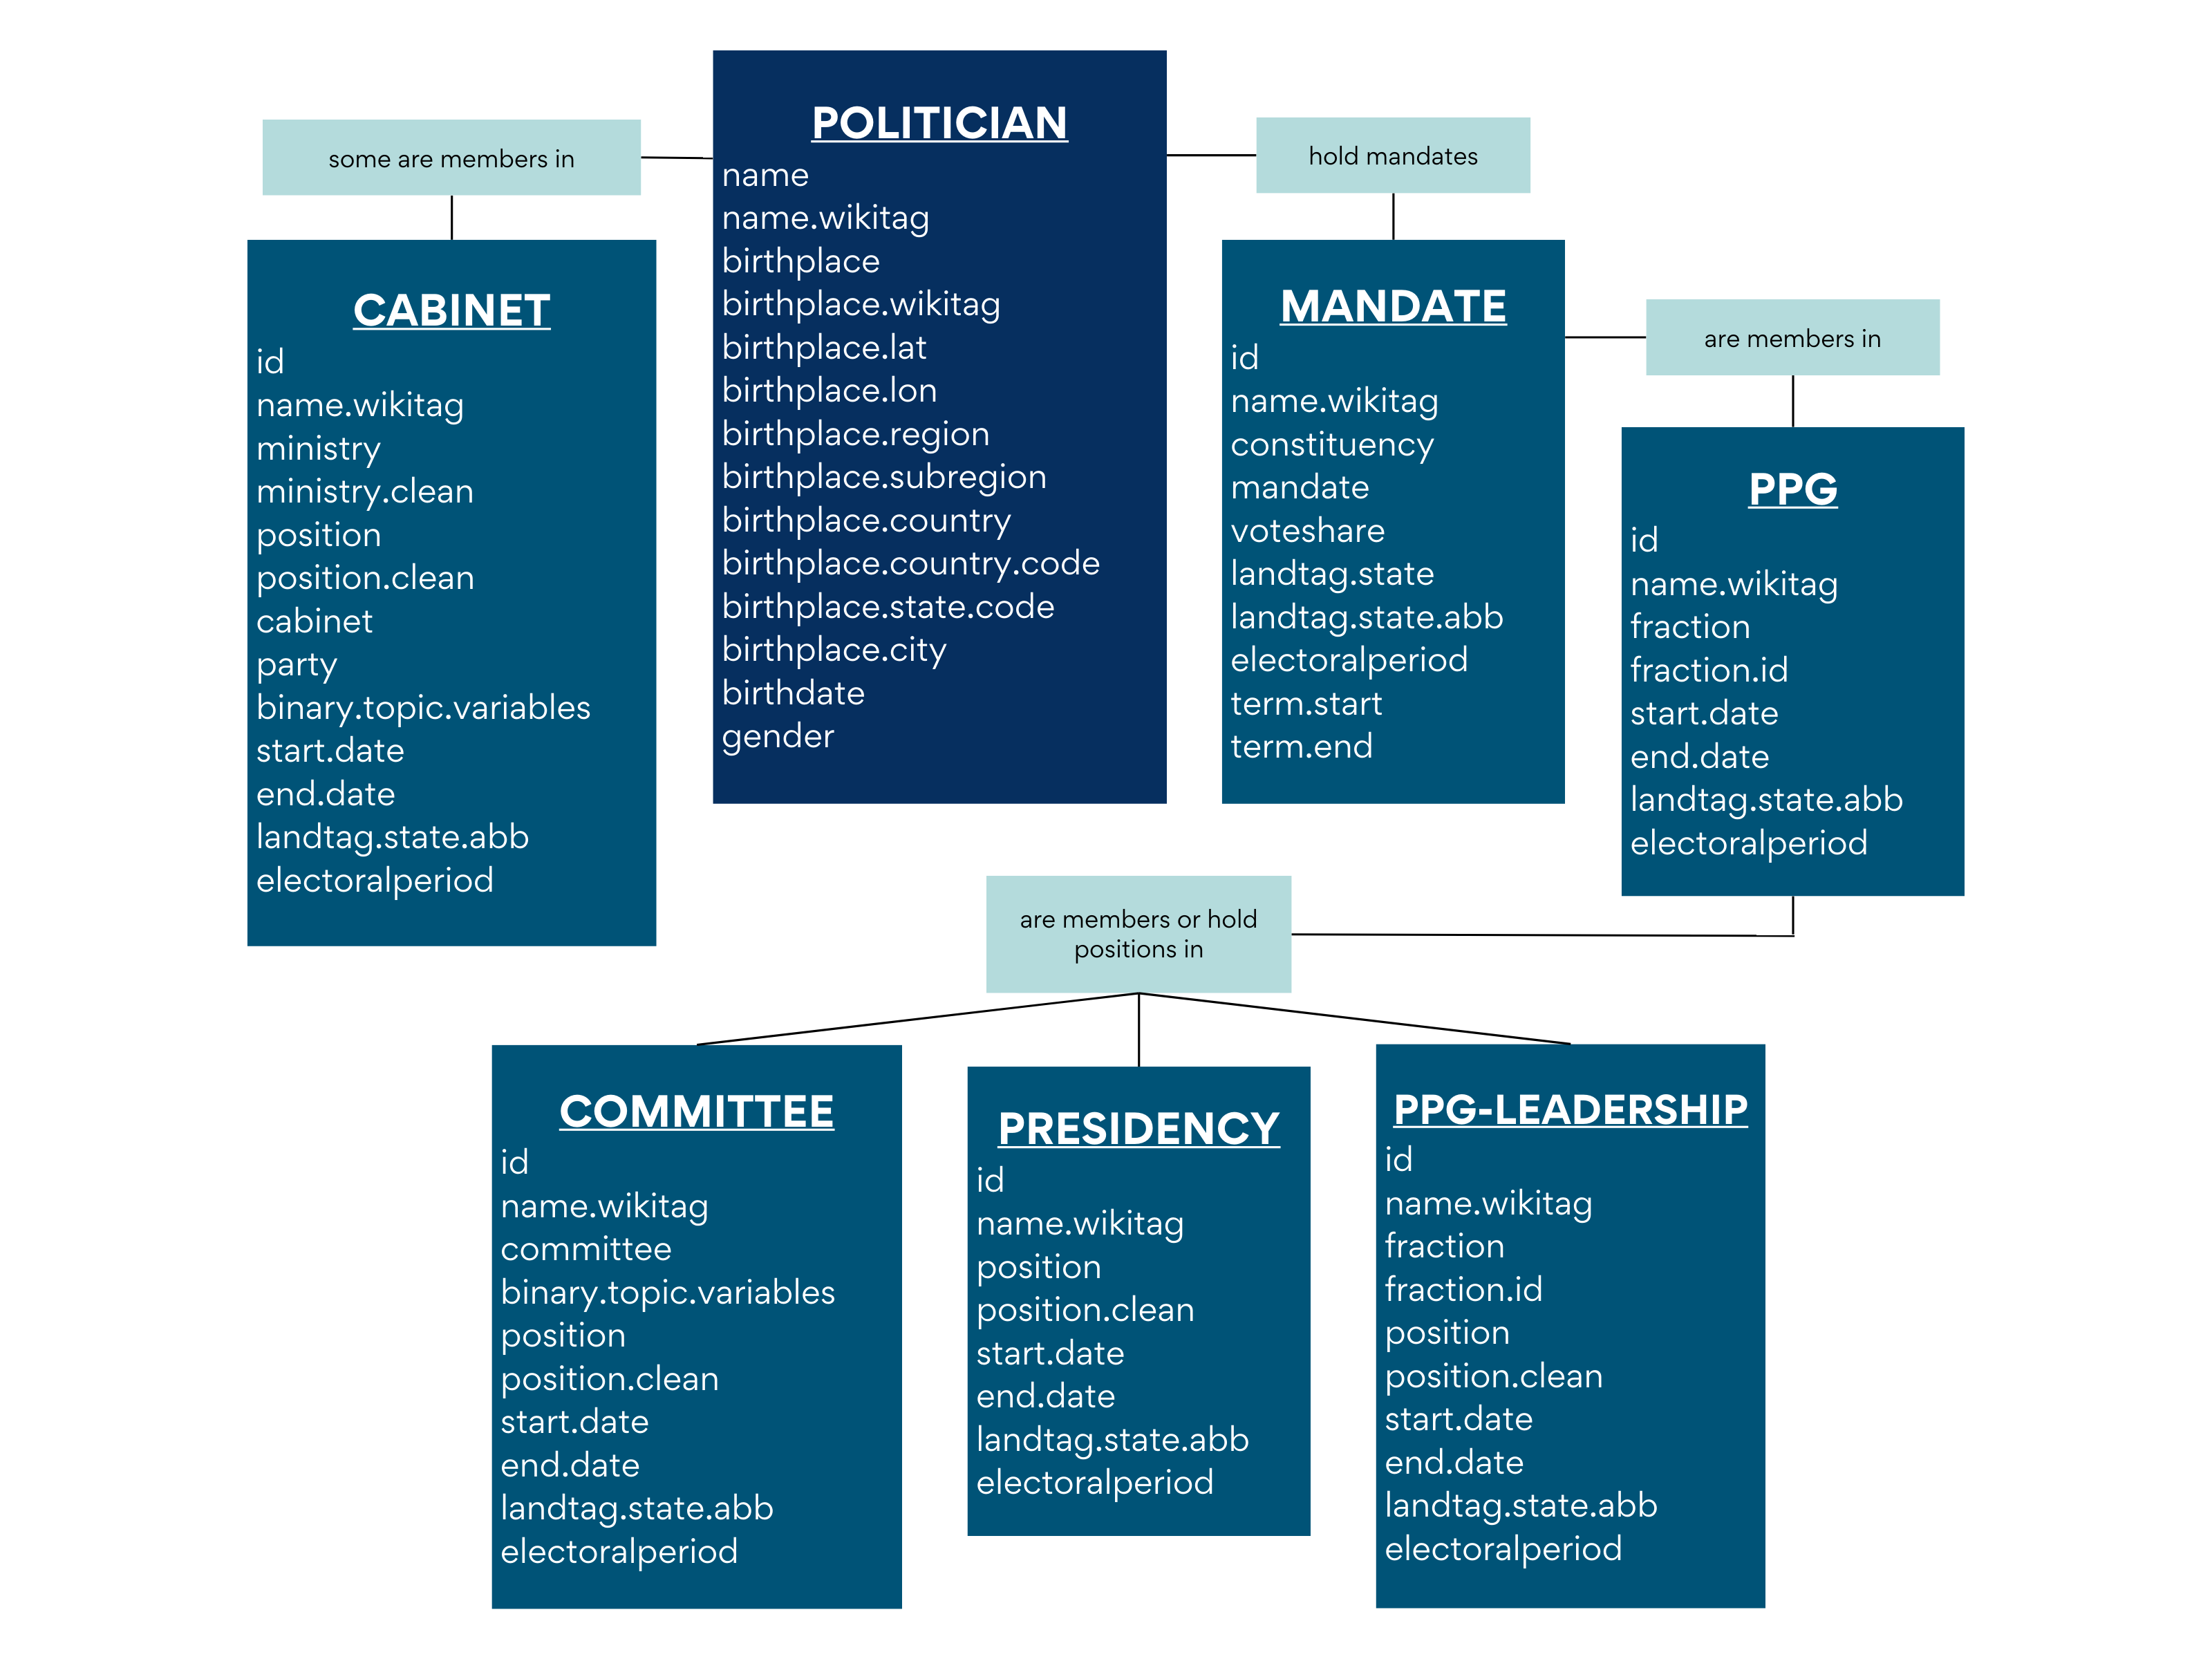 POLITICIAN
name
name.wikitag
birthplace
birthplace.wikitag
birthplace.lat
birthplace.lon
birthplace.region
birthplace.subregion
birthplace.country
birthplace.country.code
birthplace.state.code
birthplace.city
birthdate
gender
some are members in
CABINET
id
name.wikitag
ministry
ministry.clean
position
position.clean
cabinet
party
binary.topic.variables
start.date
end.date
landtag.state.abb
electoralperiod
hold mandates
MANDATE
id
name.wikitag
constituency
mandate
voteshare
landtag.state
landtag.state.abb
electoralperiod
term.start
term.end
are members in
PPG
id
name.wikitag
fraction
fraction.id
start.date
end.date
landtag.state.abb
electoralperiod
are members or hold
positions in
COMMITTEE
id
name.wikitag
committee
binary.topic.variables
position
position.clean
start.date
end.date
landtag.state.abb
electoralperiod
PRESIDENCY
id
name.wikitag
position
position.clean
start.date
end.date
landtag.state.abb
electoralperiod
PPG-LEADERSHIP
id
name.wikitag
fraction
fraction.id
position
position.clean
start.date
end.date
landtag.state.abb
electoralperiod